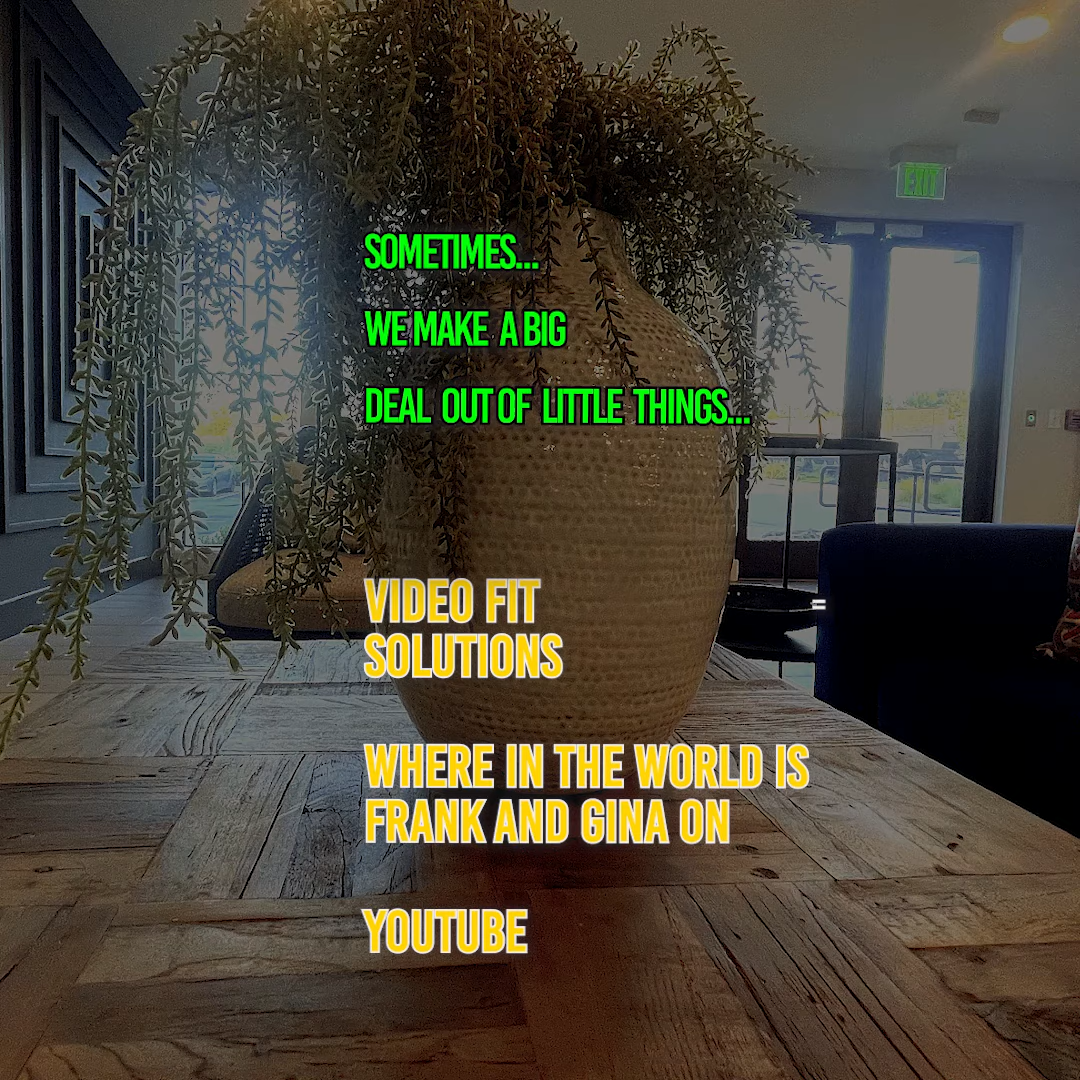 EXIT
SOMETIMES...
WE MAKE A BIG
DEAL OUT OF LITTLE THINGS...
VIDEO FIT
=
SOLUTIONS
WHERE IN THE WORLD IS
FRANK AND GINA ON
YOUTUBE